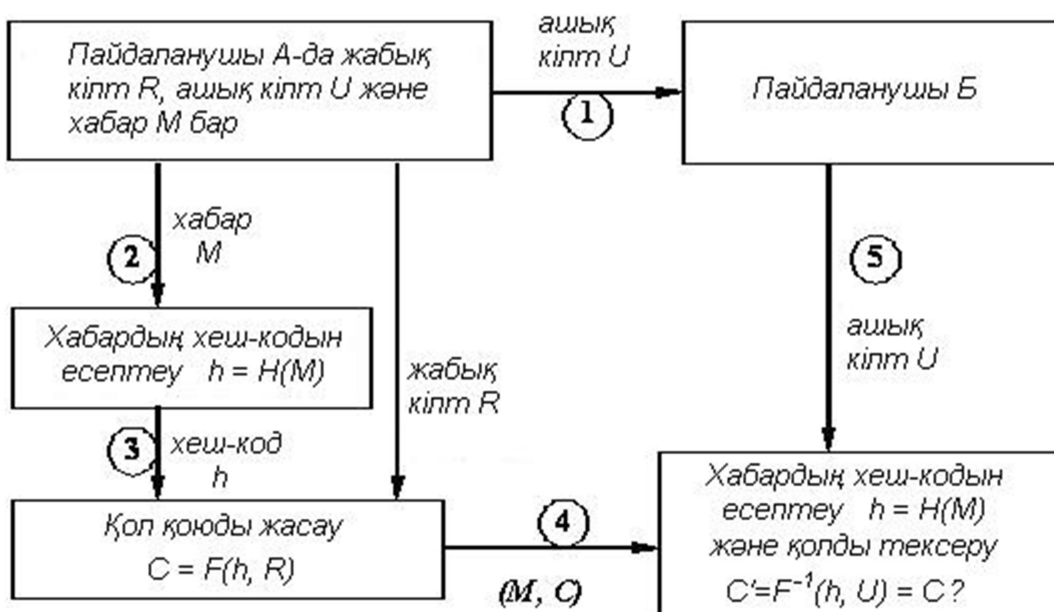 Пайдаланушы А-да жабық
кілт R, ашық кілт U және
хабар М бар
ашық
кілт U
1
Пайдаланушы Б
2
хабар
М
Хабардың хеш-кодын
есептеу h = H(M)
3
хеш-код
h
жабық
кілт R
Қол қоюды жасау
C = F(h, R)
4
(M, C)
5
ашық
кілт U
Хабардың хеш-кодын
есептеу h = H(M)
және қолды тексеру
C'=F⁻¹(h, U) = C?